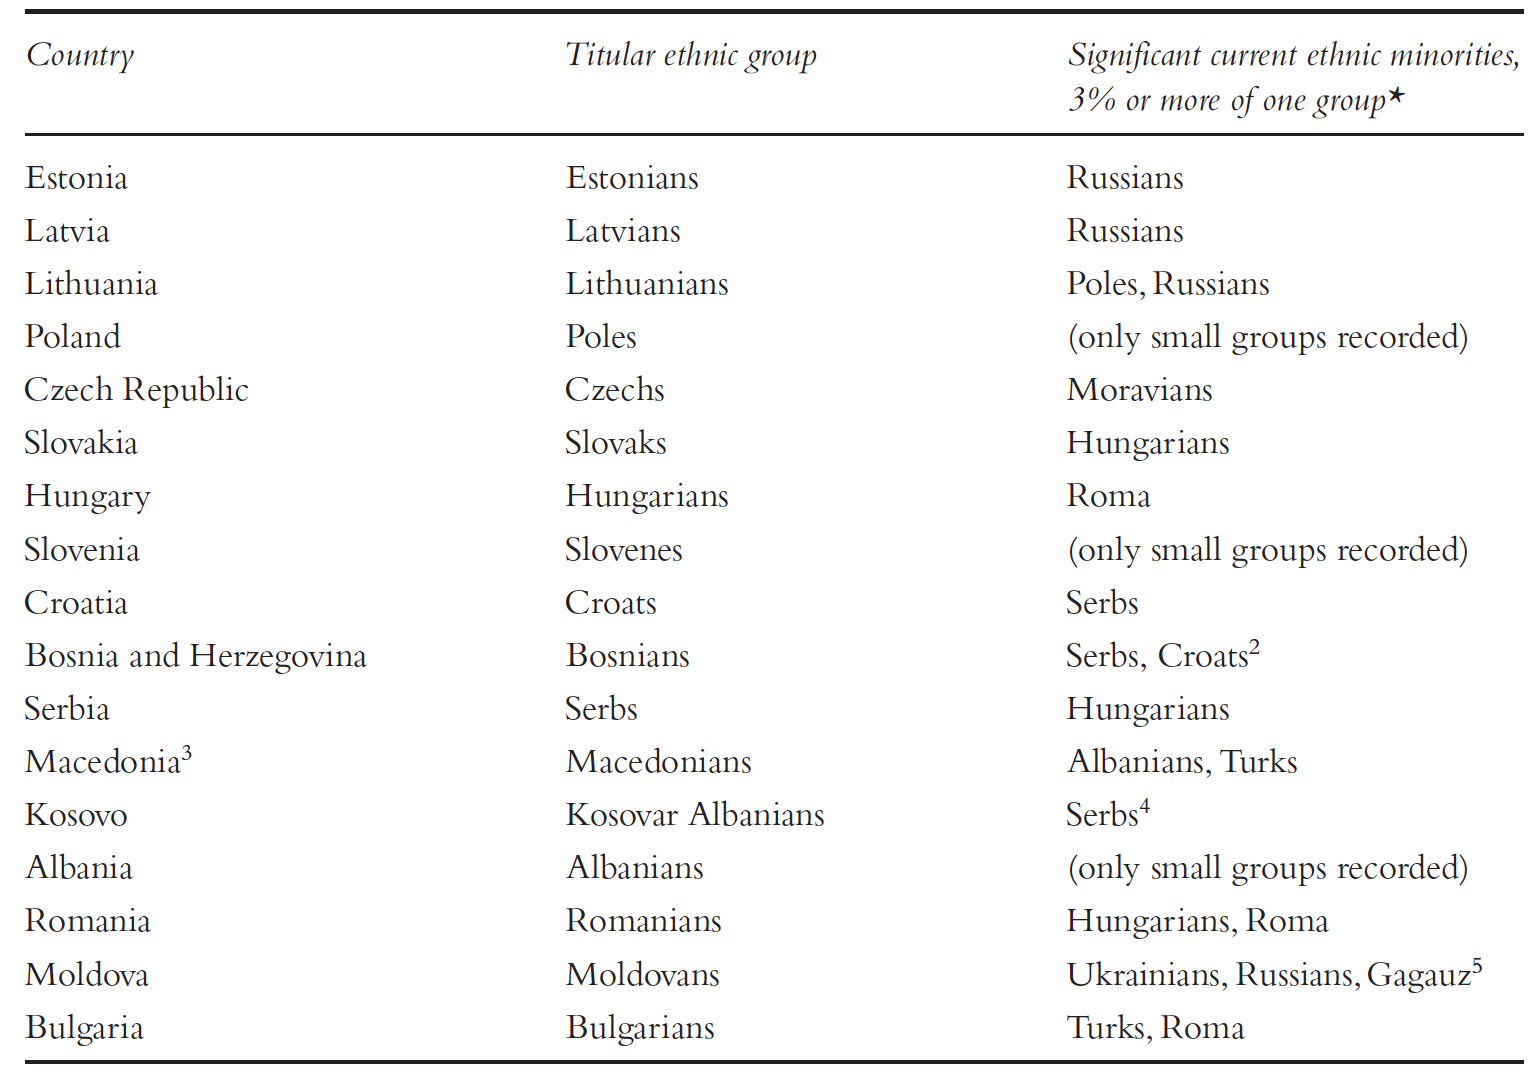 Country Titular ethnic group Significant current ethnic minorities,
3% or more of one group*
Estonia Estonians Russians
Latvia Latvians Russians
Lithuania Lithuanians Poles, Russians
Poland Poles (only small groups recorded)
Czech Republic Czechs Moravians
Slovakia Slovaks Hungarians
Hungary Hungarians Roma
Slovenia Slovenes (only small groups recorded)
Croatia Croats Serbs
Bosnia and Herzegovina Bosnians Serbs, Croats²
Serbia Serbs Hungarians
Macedonia³ Macedonians Albanians, Turks
Kosovo Kosovar Albanians Serbs⁴
Albania Albanians (only small groups recorded)
Romania Romanians Hungarians, Roma
Moldova Moldovans Ukrainians, Russians, Gagauz⁵
Bulgaria Bulgarians Turks, Roma